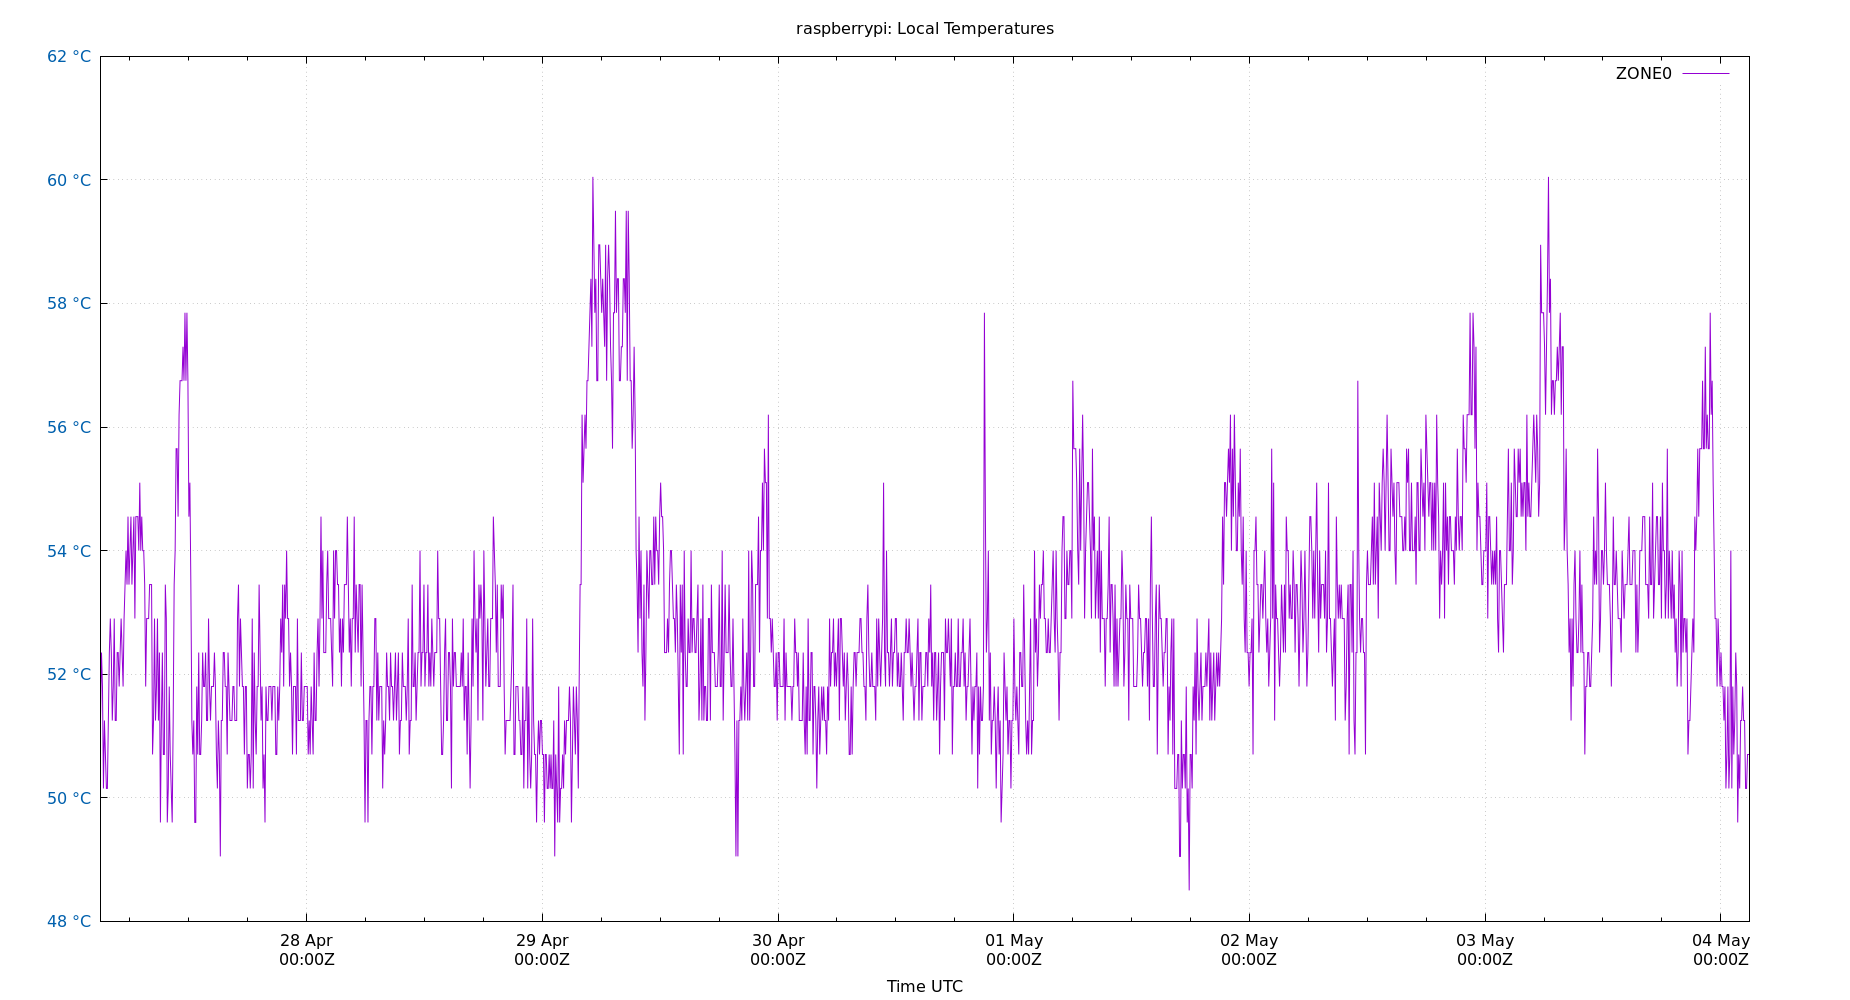 raspberrypi: Local Temperatures
62 °C
ZONE0
60 °C
58 °C
56 °C
54 °C
52 °C
50 °C
48 °C
28 Apr 29 Apr 30 Apr 01 May 02 May 03 May 04 May
00:00Z 00:00Z 00:00Z 00:00Z 00:00Z 00:00Z 00:00Z
Time UTC